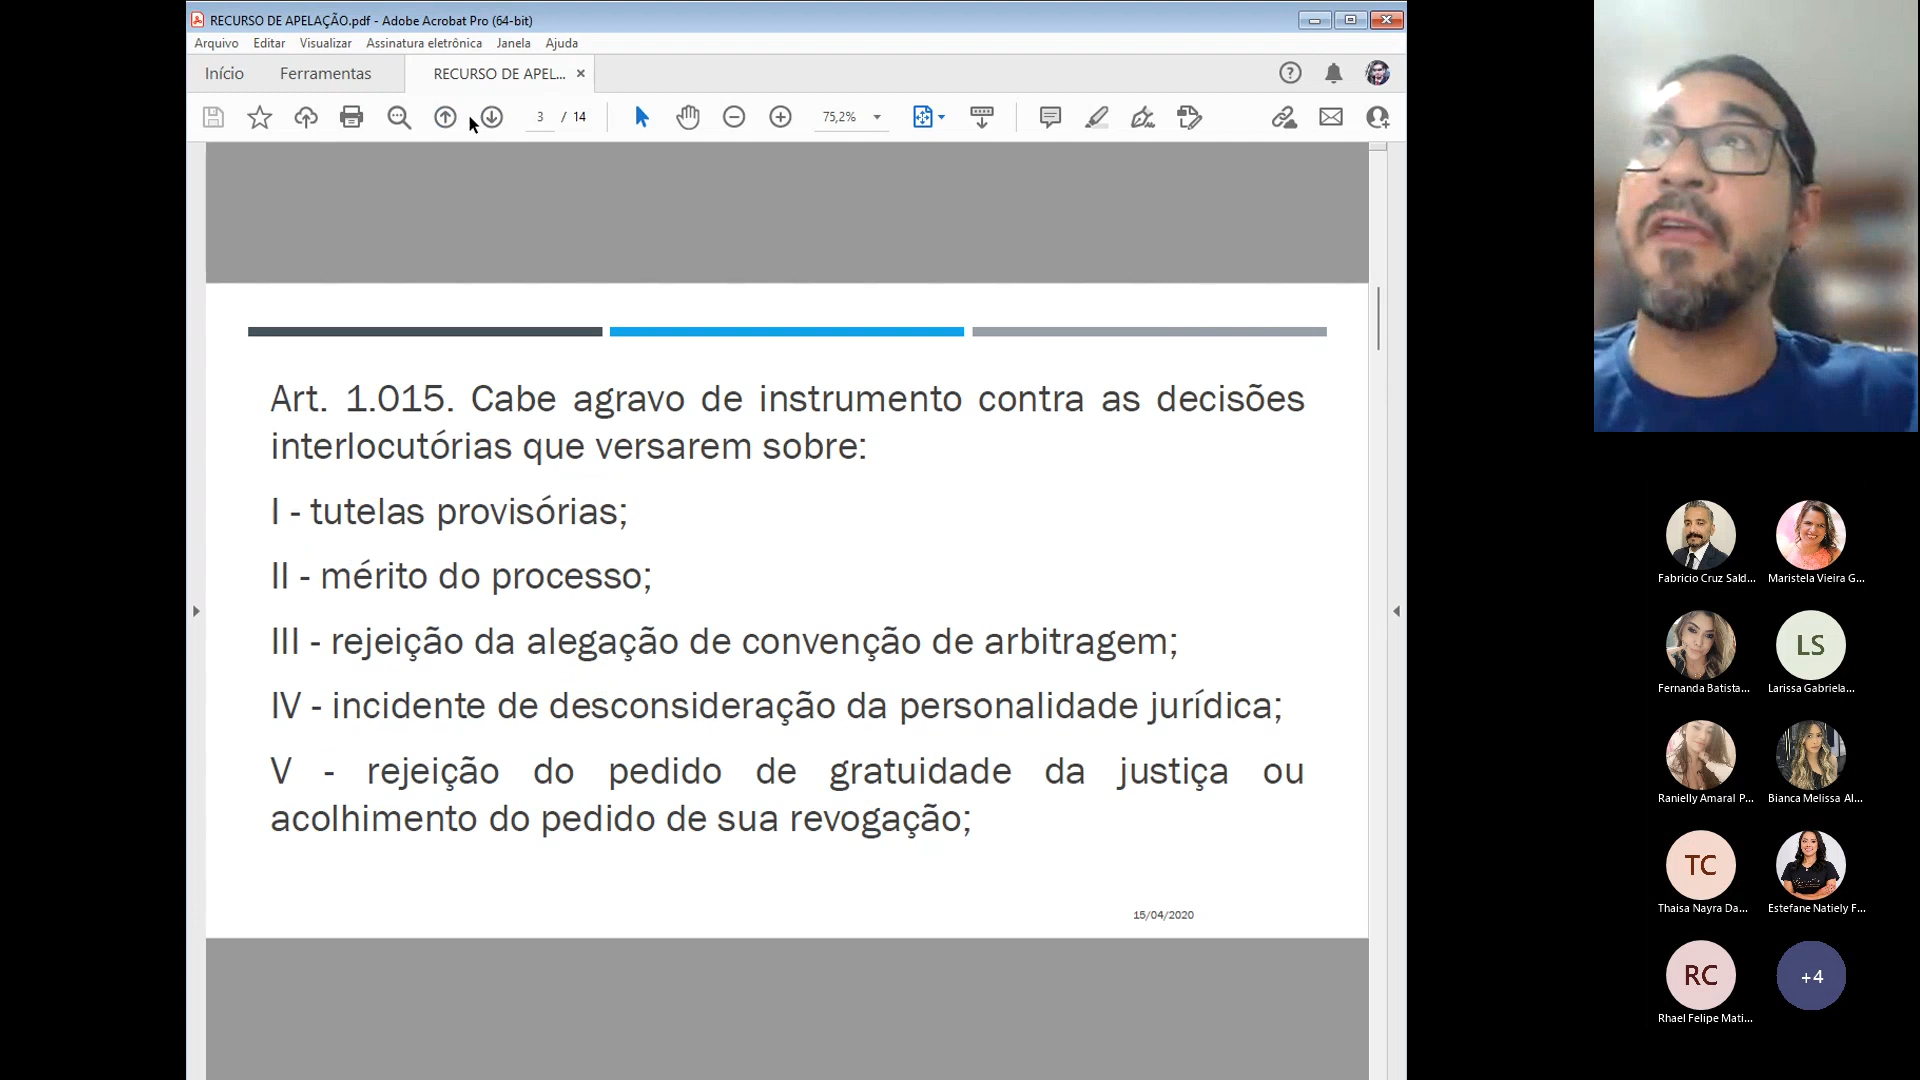 RECURSO DE APELAÇÃO.pdf - Adobe Acrobat Pro (64-bit)
Arquivo Editar Visualizar Assinatura eletrônica Janela Ajuda
Início Ferramentas RECURSO DE APEL... ×
3 / 14 75,2%
Art. 1.015. Cabe agravo de instrumento contra as decisões
interlocutórias que versarem sobre:
I - tutelas provisórias;
II - mérito do processo;
III - rejeição da alegação de convenção de arbitragem;
IV - incidente de desconsideração da personalidade jurídica;
V - rejeição do pedido de gratuidade da justiça ou
acolhimento do pedido de sua revogação;
15/04/2020
Fabricio Cruz Sald... Maristela Vieira G...
LS
Fernanda Batista... Larissa Gabriela...
Ranielly Amaral P... Bianca Melissa Al...
TC
Thaisa Nayra Da... Estefane Natiely F...
RC +4
Rhael Felipe Mati...